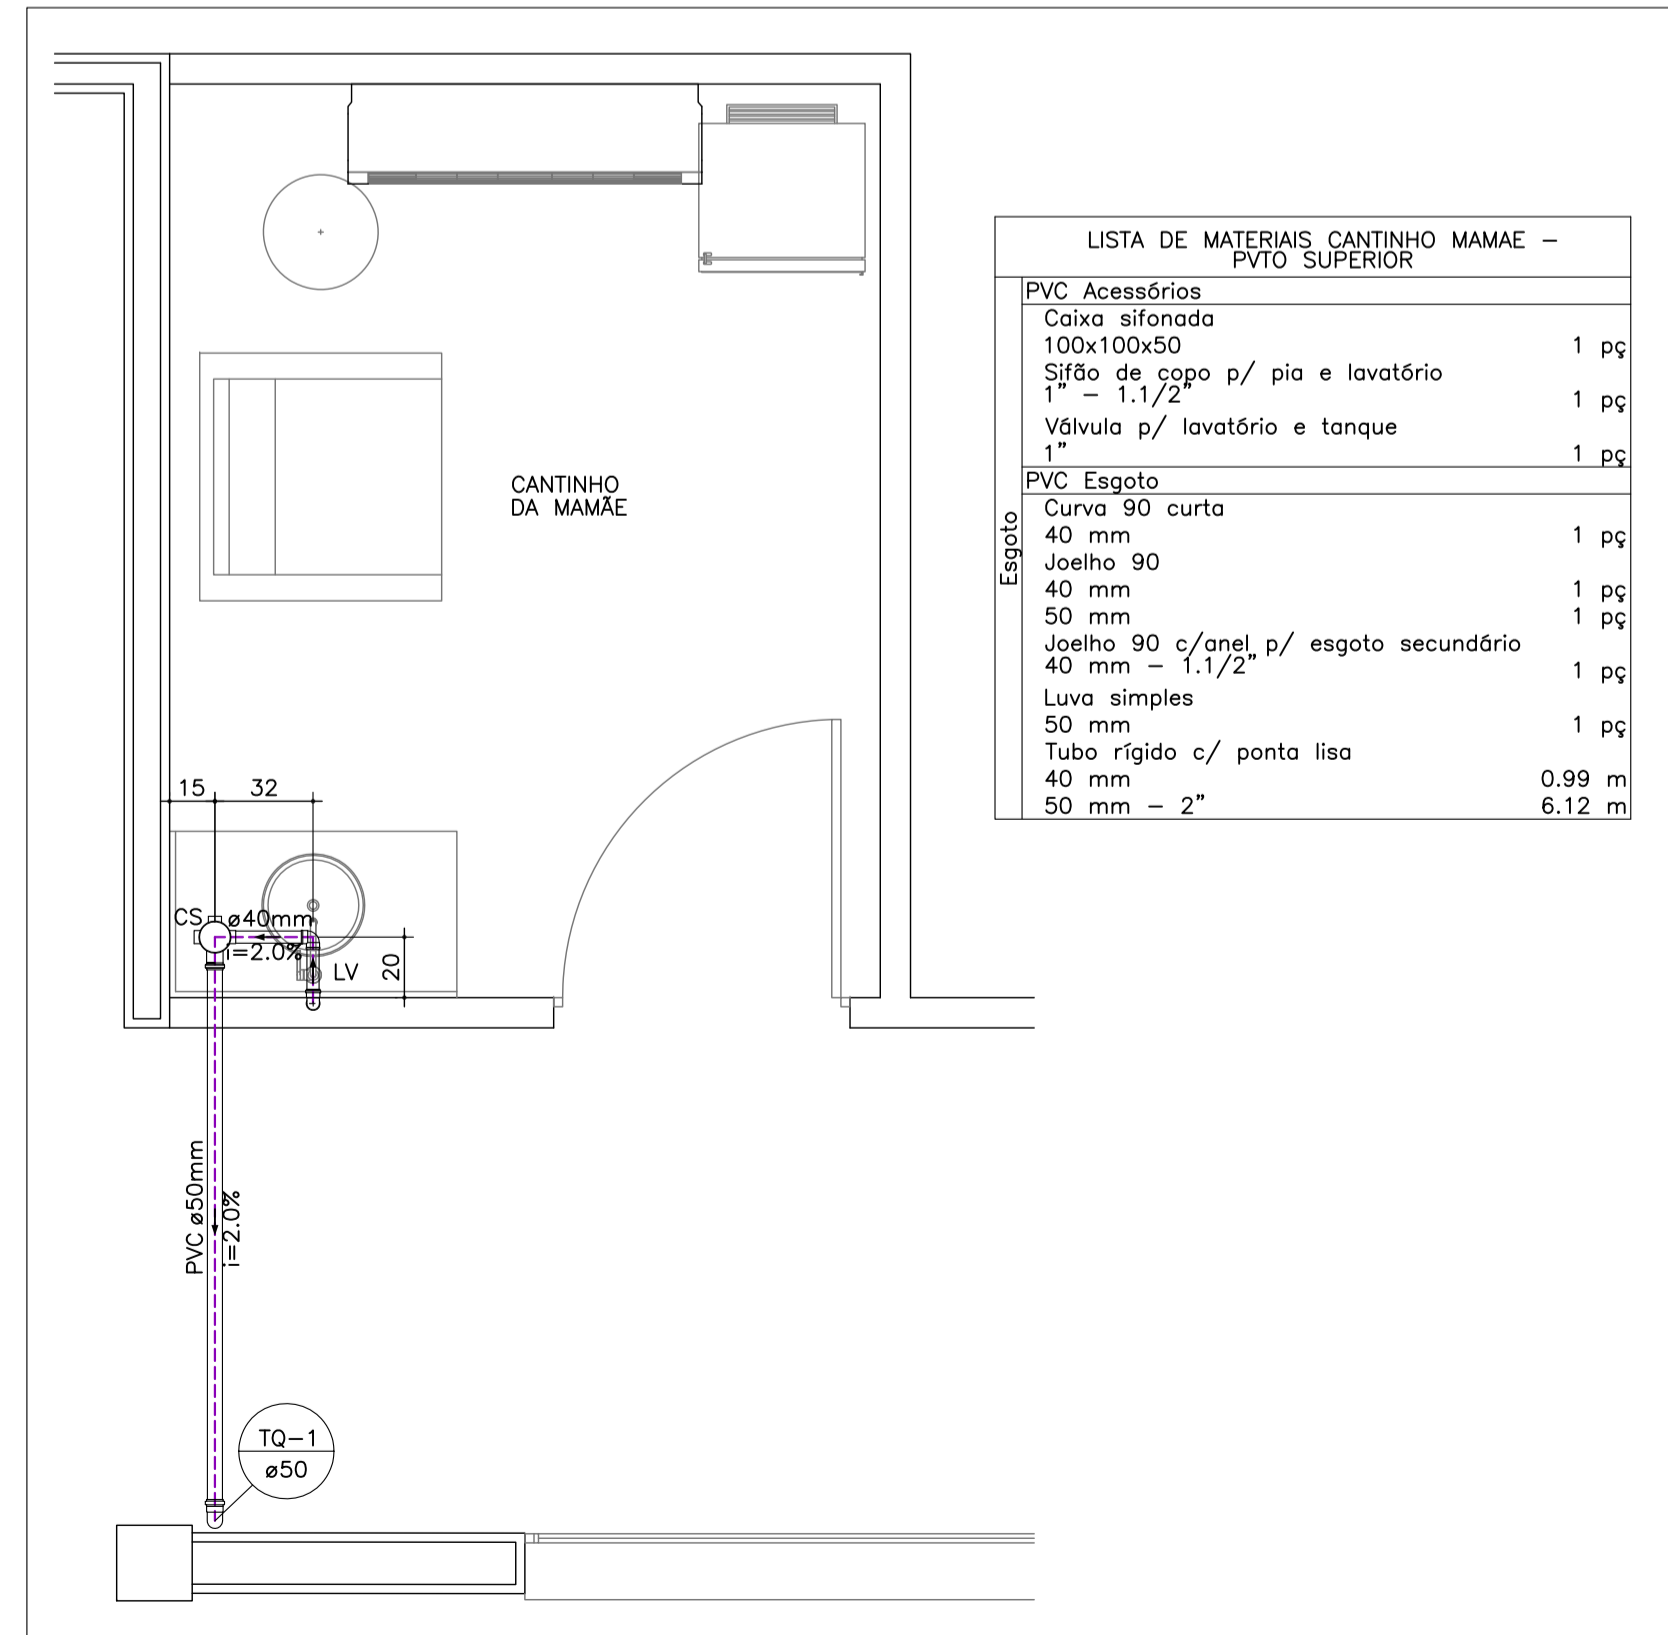 CANTINHO
DA MAMÃE
15
32
CS
ø40mm
i=2.0%
LV
20
PVC ø50mm
i=2.0%
TQ-1
ø50
LISTA DE MATERIAIS CANTINHO MAMAE -
PVTO SUPERIOR
Esgoto
PVC Acessórios
Caixa sifonada
100x100x50 1 pç
Sifão de copo p/ pia e lavatório
1" - 1.1/2" 1 pç
Válvula p/ lavatório e tanque
1" 1 pç
PVC Esgoto
Curva 90 curta
40 mm 1 pç
Joelho 90
40 mm 1 pç
50 mm 1 pç
Joelho 90 c/anel p/ esgoto secundário
40 mm - 1.1/2" 1 pç
Luva simples
50 mm 1 pç
Tubo rígido c/ ponta lisa
40 mm 0.99 m
50 mm - 2" 6.12 m